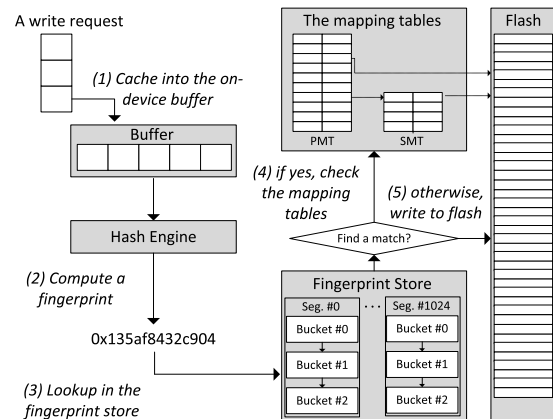 A write request
(1) Cache into the on-
device buffer
Buffer
Hash Engine
(2) Compute a
fingerprint
0x135af8432c904
(3) Lookup in the
fingerprint store
The mapping tables
PMT
SMT
(4) if yes, check
the mapping
tables
(5) otherwise,
write to flash
Find a match?
Fingerprint Store
Seg. #0
...
Seg. #1024
Bucket #0
Bucket #1
Bucket #2
Bucket #0
Bucket #1
Bucket #2
Flash